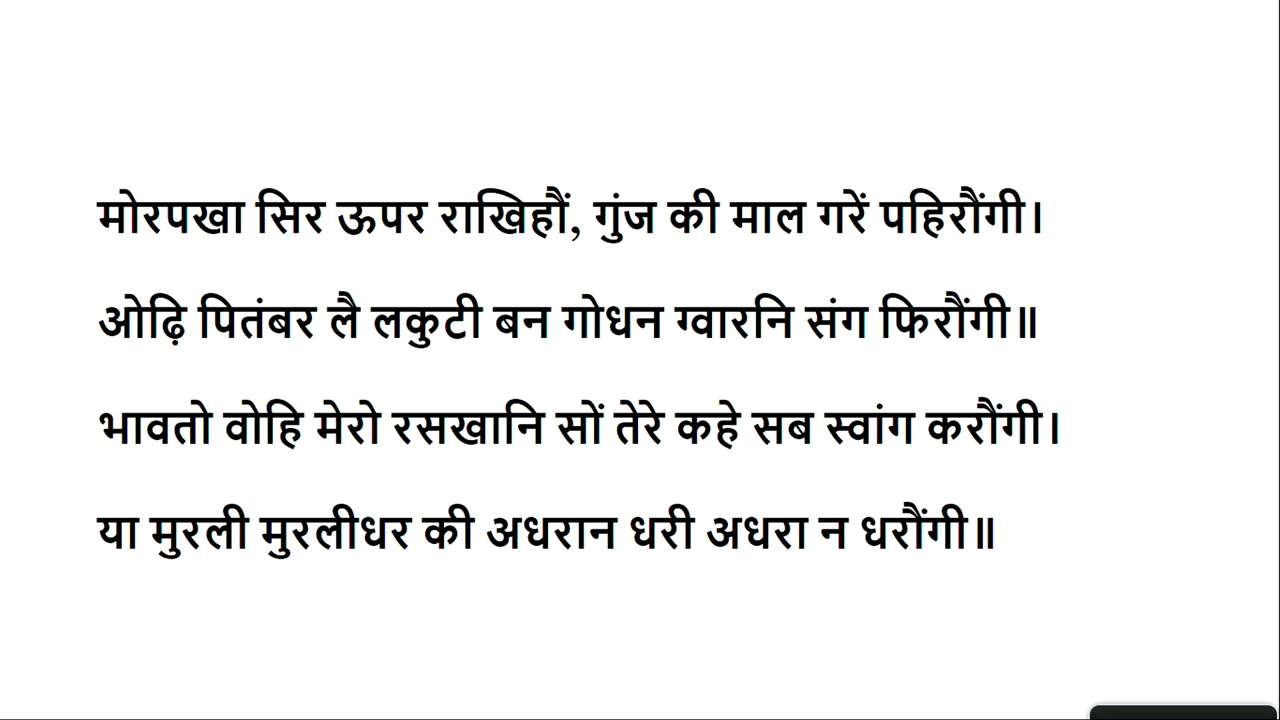 मोरपखा सिर ऊपर राखिहौं, गुंज की माल गरें पहिरौंगी।
ओढ़ि पितंबर लै लकुटी बन गोधन ग्वारनि संग फिरौंगी॥
भावतो वोहि मेरो रसखानि सों तेरे कहे सब स्वांग करौंगी।
या मुरली मुरलीधर की अधरान धरी अधरा न धरौंगी॥